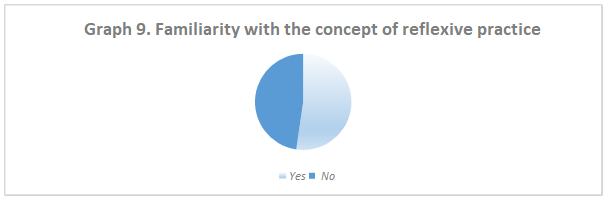 Graph 9. Familiarity with the concept of reflexive practice
Yes No